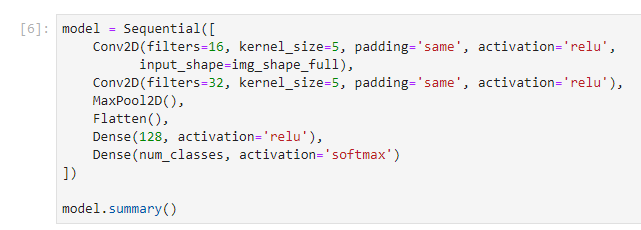 [6]: model = Sequential([
    Conv2D(filters=16, kernel_size=5, padding='same', activation='relu',
          input_shape=img_shape_full),
    Conv2D(filters=32, kernel_size=5, padding='same', activation='relu'),
    MaxPool2D(),
    Flatten(),
    Dense(128, activation='relu'),
    Dense(num_classes, activation='softmax')
])

model.summary()